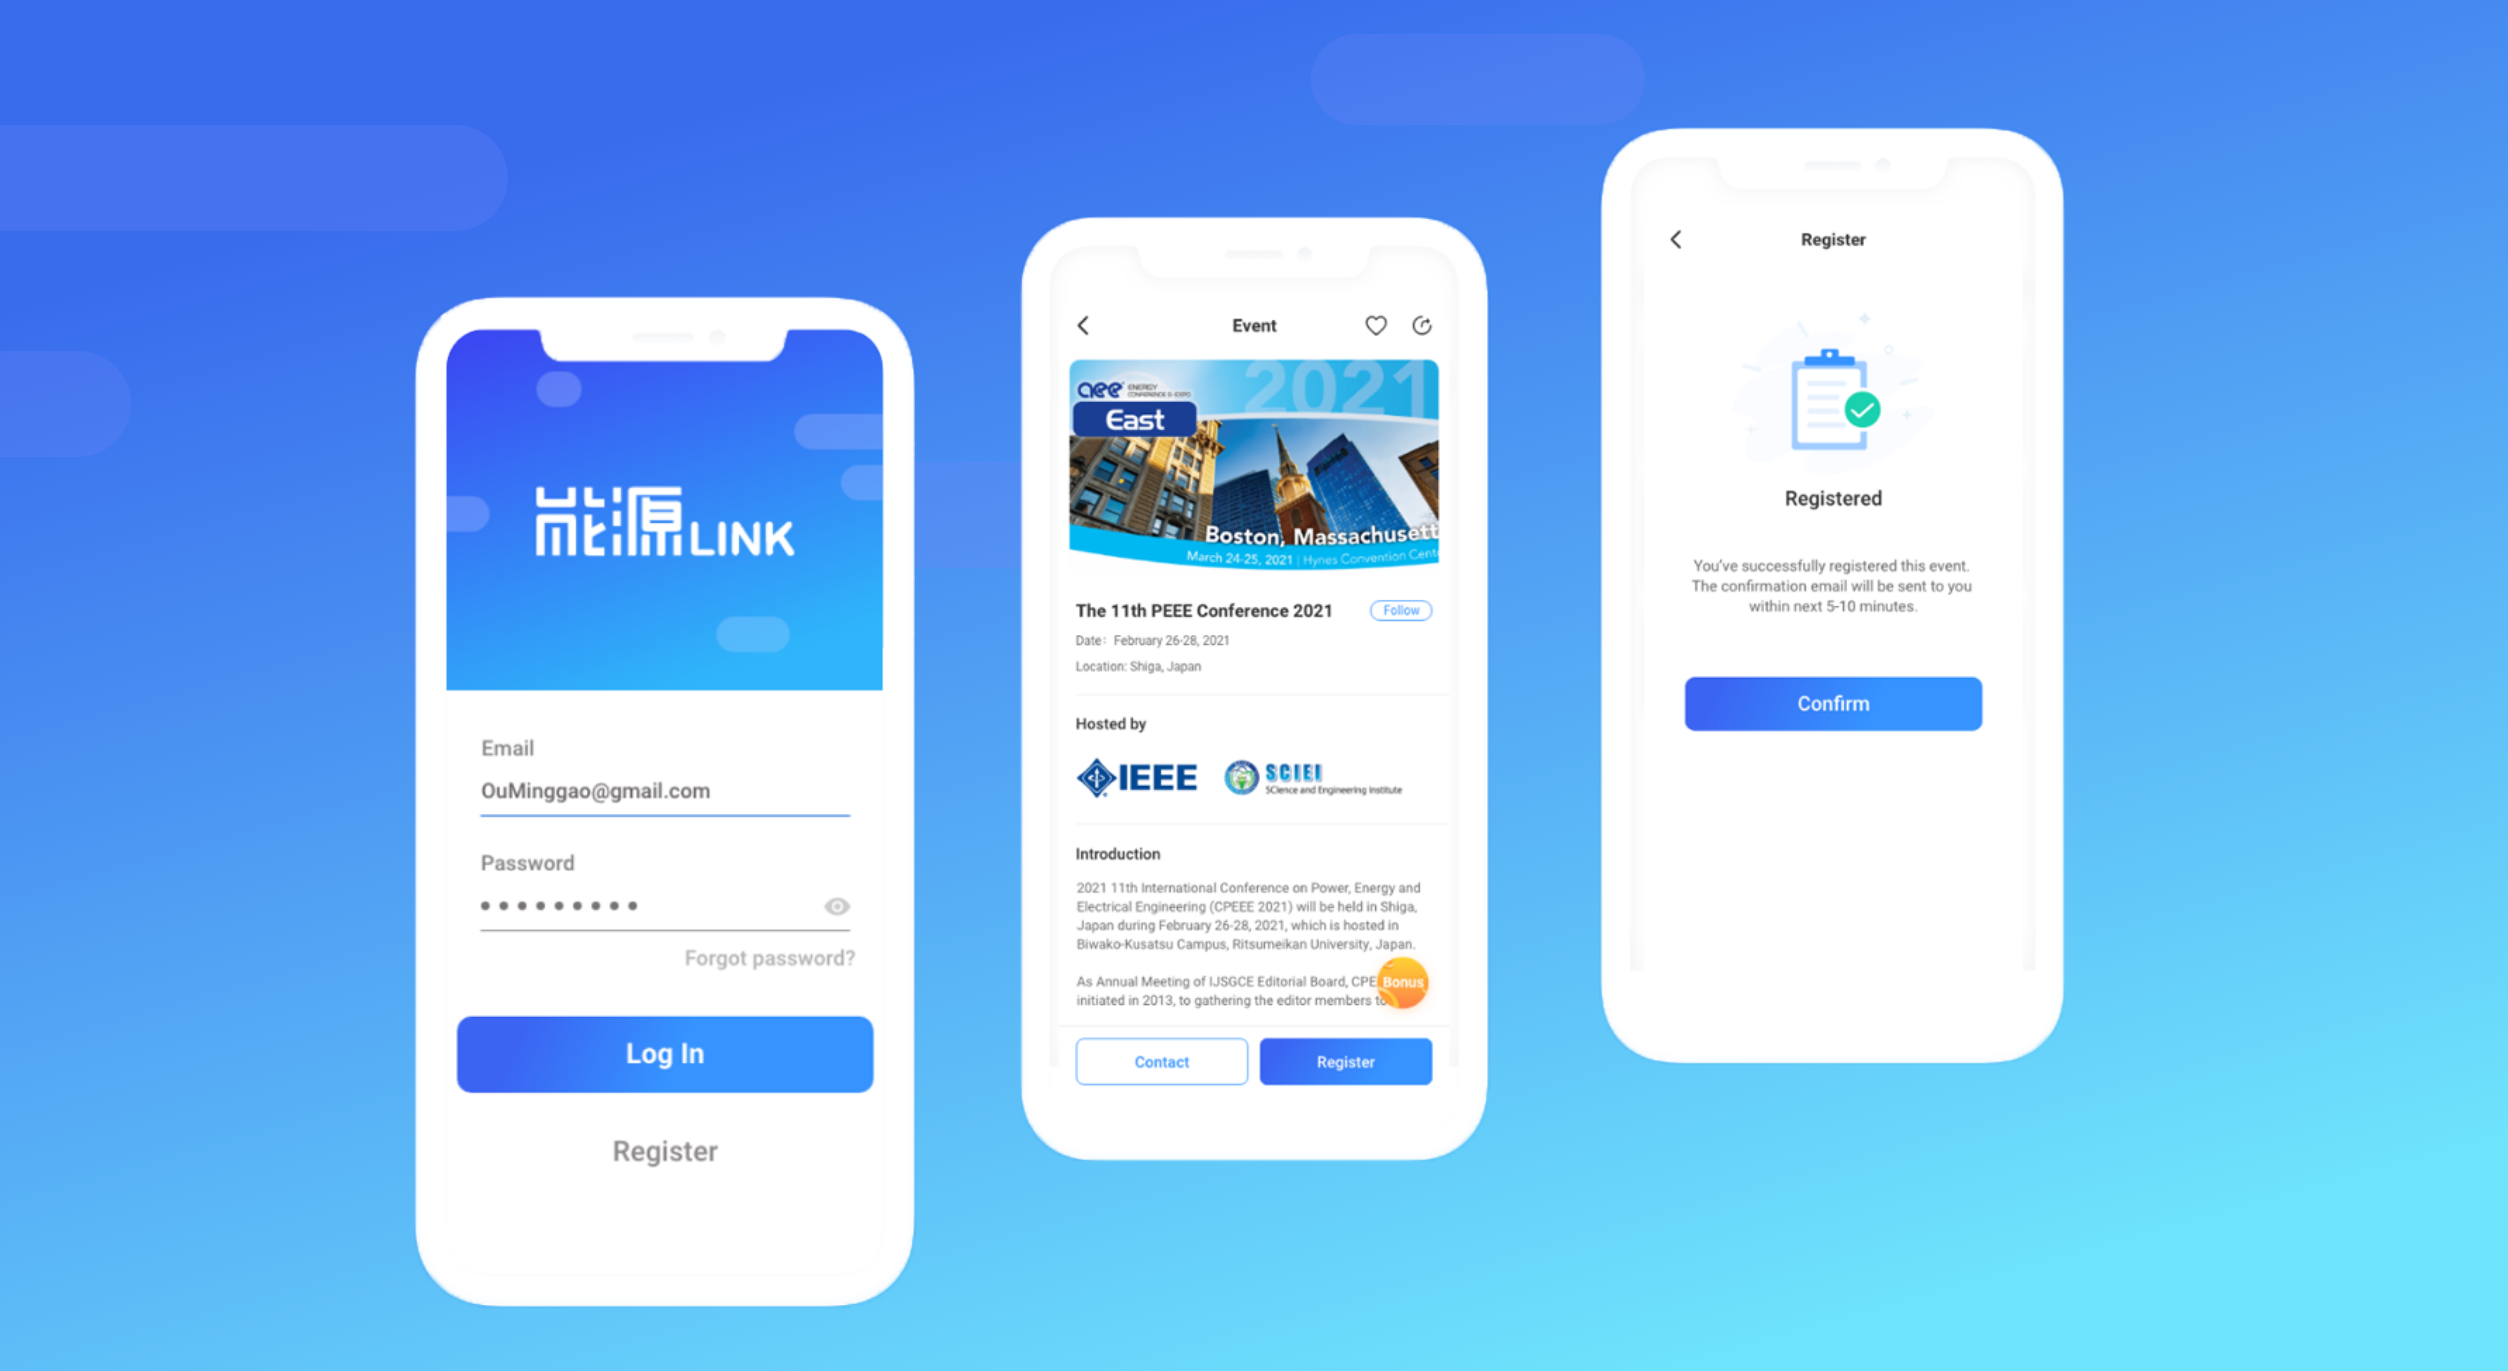 能源LINK
Email
OuMinggao@gmail.com
Password
Forgot password?
Log In
Register
Event
2021
aee ENERGY
CONFERENCE & EXPO
East
Boston, Massachusett
March 24-25, 2021 | Hynes Convention Cent
The 11th PEEE Conference 2021
Follow
Date: February 26-28, 2021
Location: Shiga, Japan
Hosted by
IEEE
SCIEI
SCience and Engineering Institute
Introduction
2021 11th International Conference on Power, Energy and
Electrical Engineering (CPEEE 2021) will be held in Shiga,
Japan during February 26-28, 2021, which is hosted in
Biwako-Kusatsu Campus, Ritsumeikan University, Japan.
As Annual Meeting of IJSGCE Editorial Board, CPE
initiated in 2013, to gathering the editor members to
Bonus
Contact
Register
Register
Registered
You've successfully registered this event.
The confirmation email will be sent to you
within next 5-10 minutes.
Confirm